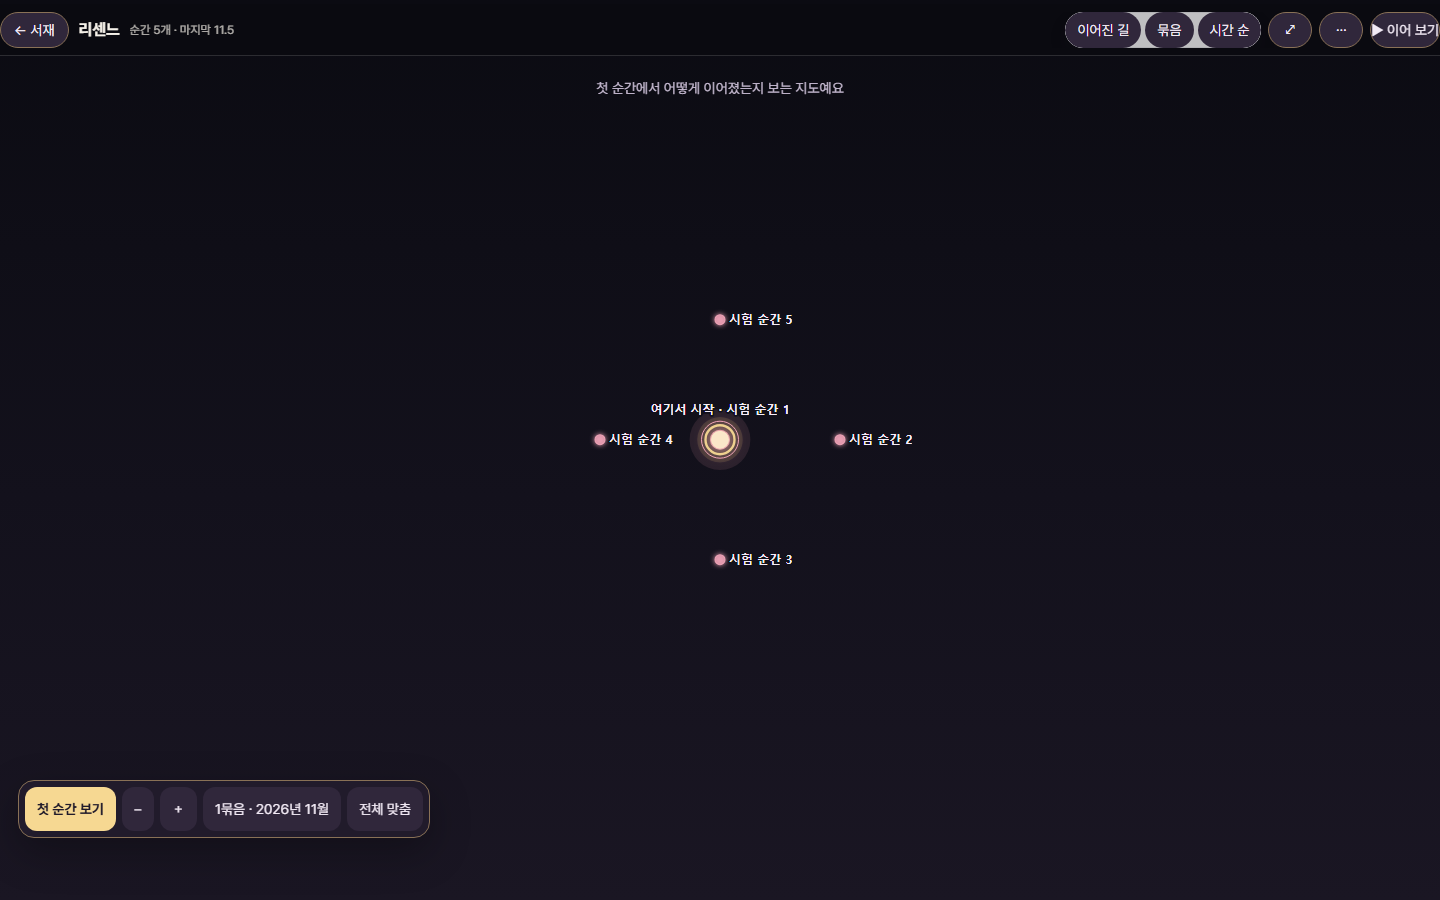 ← 서재 리센느 순간 5개 · 마지막 11.5 이어진 길 묶음 시간 순 ⤢ ··· ▶ 이어 보기
첫 순간에서 어떻게 이어졌는지 보는 지도예요
시험 순간 5
여기서 시작 · 시험 순간 1
시험 순간 4 시험 순간 2
시험 순간 3
첫 순간 보기 − + 1묶음 · 2026년 11월 전체 맞춤